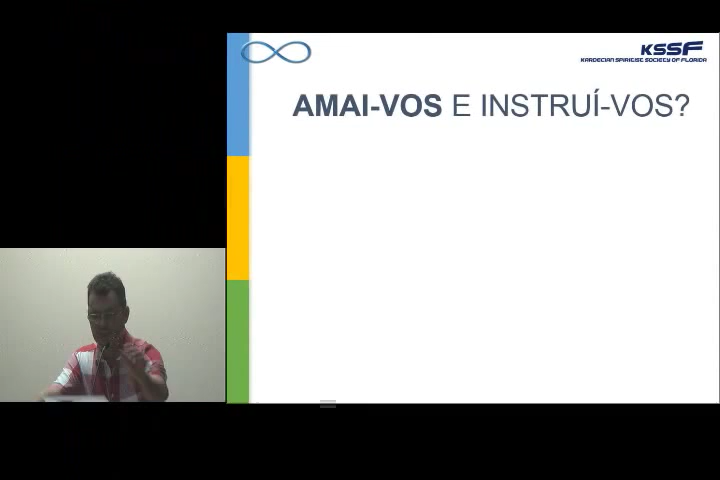 KSSF
KARDECIAN SPIRITIST SOCIETY OF FLORIDA
AMAI-VOS E INSTRUÍ-VOS?